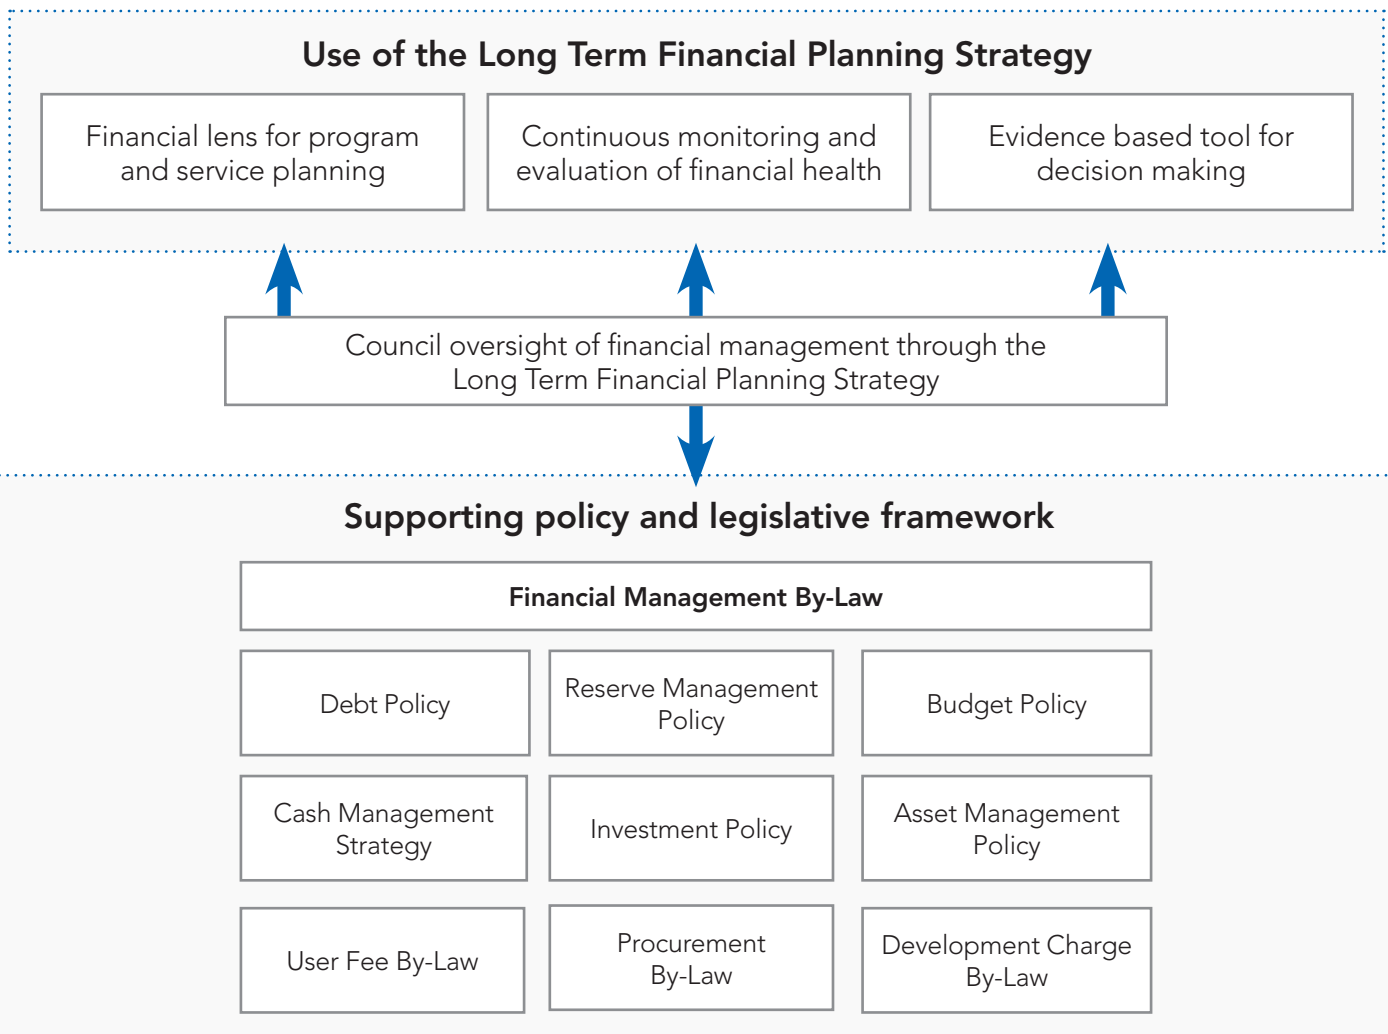 Use of the Long Term Financial Planning Strategy
Financial lens for program
and service planning
Continuous monitoring and
evaluation of financial health
Evidence based tool for
decision making
Council oversight of financial management through the
Long Term Financial Planning Strategy
Supporting policy and legislative framework
Financial Management By-Law
Debt Policy
Reserve Management
Policy
Budget Policy
Cash Management
Strategy
Investment Policy
Asset Management
Policy
User Fee By-Law
Procurement
By-Law
Development Charge
By-Law